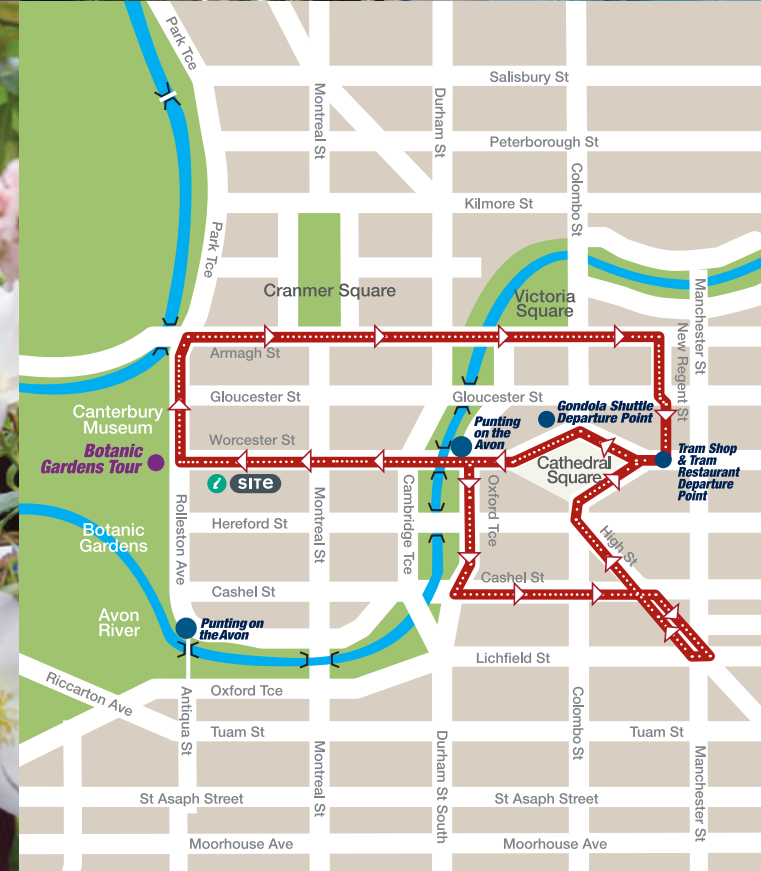 Park Tce
Salisbury St
Montreal St
Durham St
Peterborough St
Colombo St
Kilmore St
Park Tce
Cranmer Square
Victoria
Square
Manchester St
New Regent St
Armagh St
Gloucester St
Gloucester St
Canterbury
Museum
Gondola Shuttle
Departure Point
Punting
on the
Avon
Worcester St
Botanic
Gardens Tour
Cathedral
Square
Tram Shop
& Tram
Restaurant
Departure
Point
i SITE
Rolleston Ave
Montreal St
Cambridge Tce
Oxford Tce
Hereford St
Botanic
Gardens
High St
Cashel St
Cashel St
Avon
River
Punting on
the Avon
Lichfield St
Riccarton Ave
Oxford Tce
Antiqua St
Colombo St
Tuam St
Tuam St
Montreal St
Durham St South
Manchester St
St Asaph Street
St Asaph Street
Moorhouse Ave
Moorhouse Ave